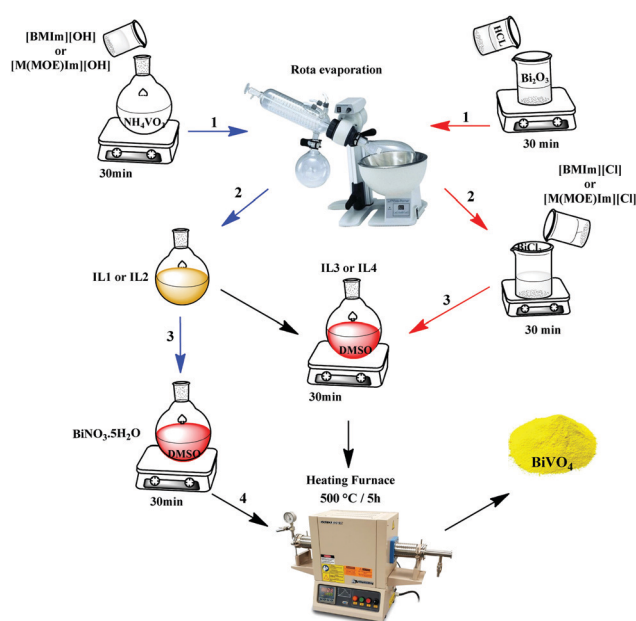 [BMIm][OH]
or
[M(MOE)Im][OH]
NH4VO3
30min
1
Rota evaporation
1
HCL
Bi2O3
30 min
2
2
[BMIm][Cl]
or
[M(MOE)Im][Cl]
BiCl3
30 min
IL1 or IL2
IL3 or IL4
DMSO
30min
3
3
BiNO3.5H2O
DMSO
30min
4
Heating Furnace
500 °C / 5h
BiVO4